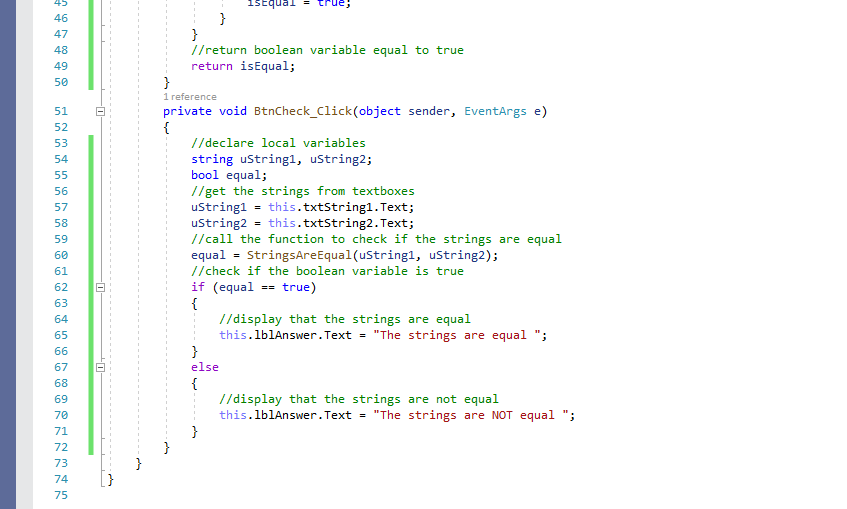 45 isEqual = true;
46 }
47 }
48 //return boolean variable equal to true
49 return isEqual;
50 }
1 reference
51 private void BtnCheck_Click(object sender, EventArgs e)
52 {
53 //declare local variables
54 string uString1, uString2;
55 bool equal;
56 //get the strings from textboxes
57 uString1 = this.txtString1.Text;
58 uString2 = this.txtString2.Text;
59 //call the function to check if the strings are equal
60 equal = StringsAreEqual(uString1, uString2);
61 //check if the boolean variable is true
62 if (equal == true)
63 {
64 //display that the strings are equal
65 this.lblAnswer.Text = "The strings are equal ";
66 }
67 else
68 {
69 //display that the strings are not equal
70 this.lblAnswer.Text = "The strings are NOT equal ";
71 }
72 }
73 }
74 }
75